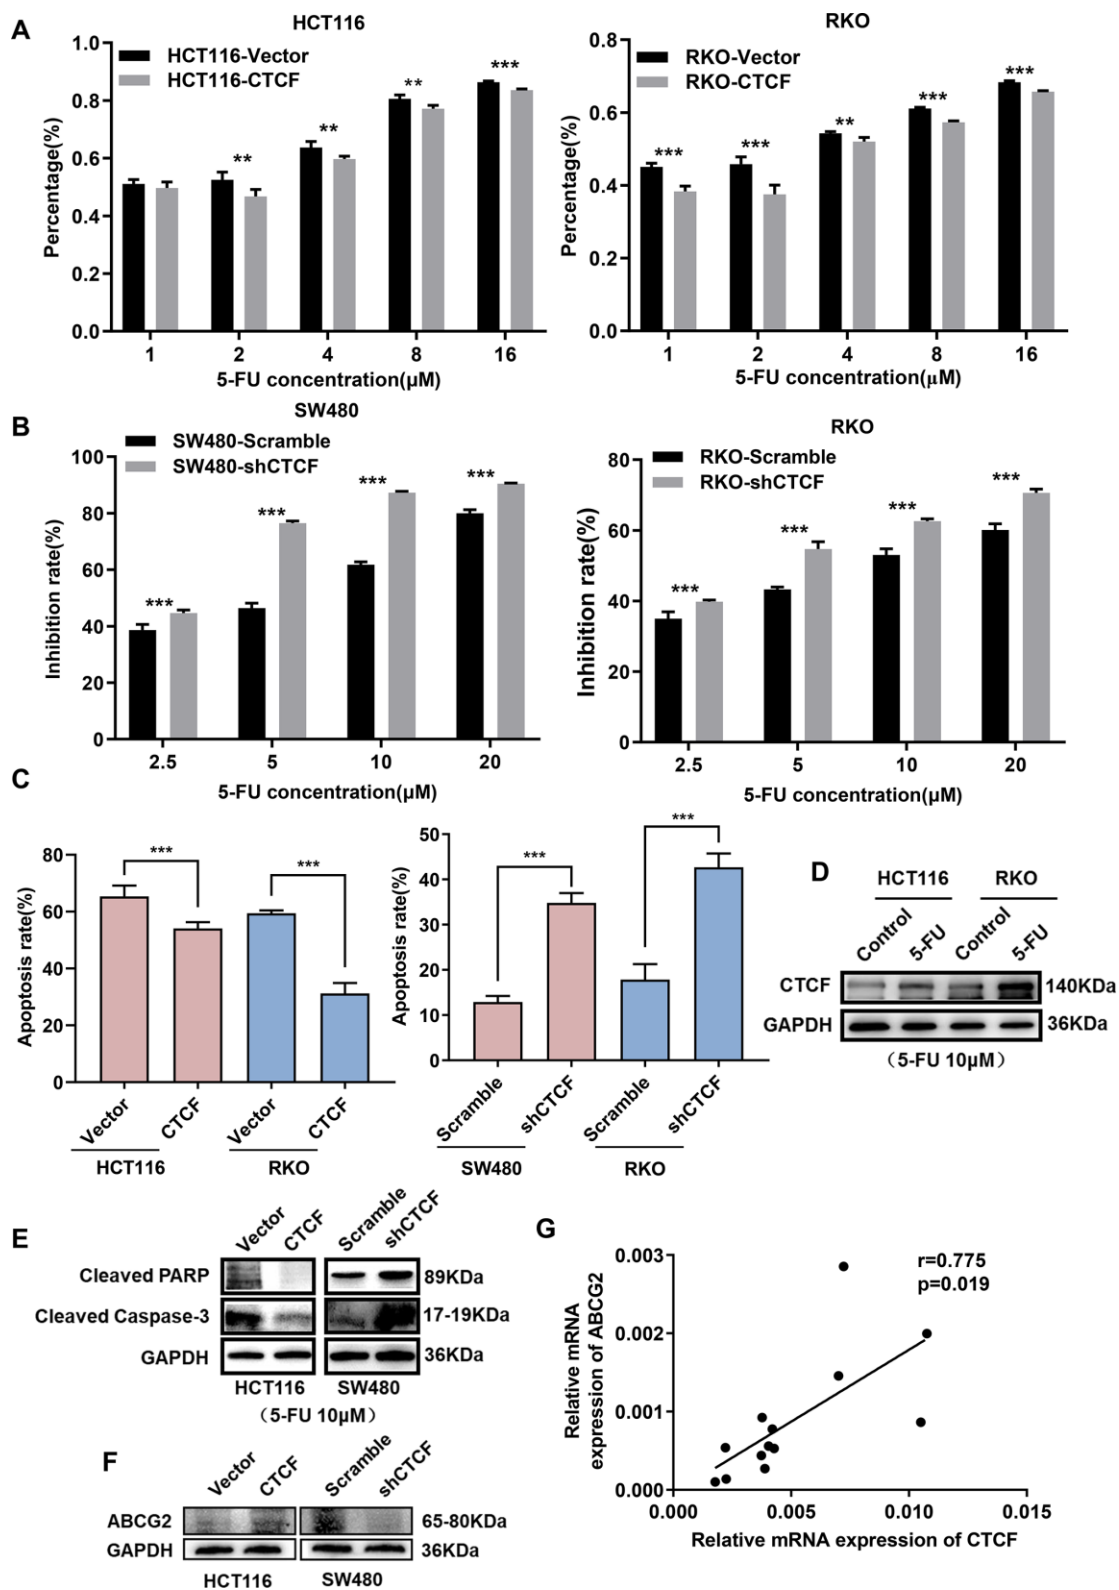 A
HCT116
HCT116-Vector
HCT116-CTCF
Percentage(%)
1.0
0.8
0.6
0.4
0.2
0.0
** ** ** ***
1 2 4 8 16
5-FU concentration(μM)
RKO
RKO-Vector
RKO-CTCF
Percentage(%)
0.8
0.6
0.4
0.2
0.0
*** *** ** *** ***
1 2 4 8 16
5-FU concentration(μM)
B
SW480
SW480-Scramble
SW480-shCTCF
Inhibition rate(%)
100
80
60
40
20
0
*** *** *** ***
2.5 5 10 20
5-FU concentration(μM)
RKO
RKO-Scramble
RKO-shCTCF
Inhibition rate(%)
80
60
40
20
0
*** *** *** ***
2.5 5 10 20
5-FU concentration(μM)
C
Apoptosis rate(%)
80
60
40
20
0
*** ***
Vector CTCF Vector CTCF
HCT116 RKO
Apoptosis rate(%)
50
40
30
20
10
0
*** ***
Scramble shCTCF Scramble shCTCF
SW480 RKO
D
HCT116 RKO
Control 5-FU Control 5-FU
CTCF 140KDa
GAPDH 36KDa
(5-FU 10μM)
E
Vector CTCF Scramble shCTCF
Cleaved PARP 89KDa
Cleaved Caspase-3 17-19KDa
GAPDH 36KDa
HCT116 SW480
(5-FU 10μM)
F
Vector CTCF Scramble shCTCF
ABCG2 65-80KDa
GAPDH 36KDa
HCT116 SW480
G
Relative mRNA
expression of ABCG2
0.003
0.002
0.001
0.000
r=0.775
p=0.019
0.000 0.005 0.010 0.015
Relative mRNA expression of CTCF